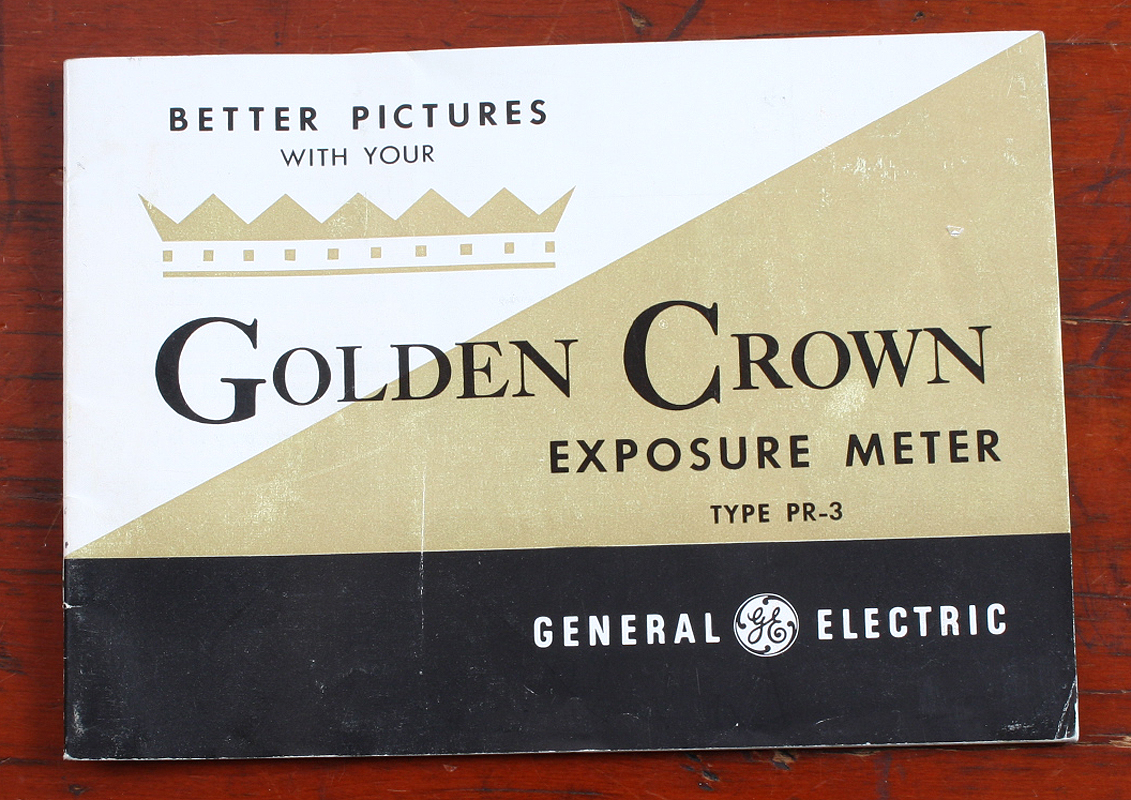 BETTER PICTURES
WITH YOUR
GOLDEN CROWN
EXPOSURE METER
TYPE PR-3
GENERAL GE ELECTRIC